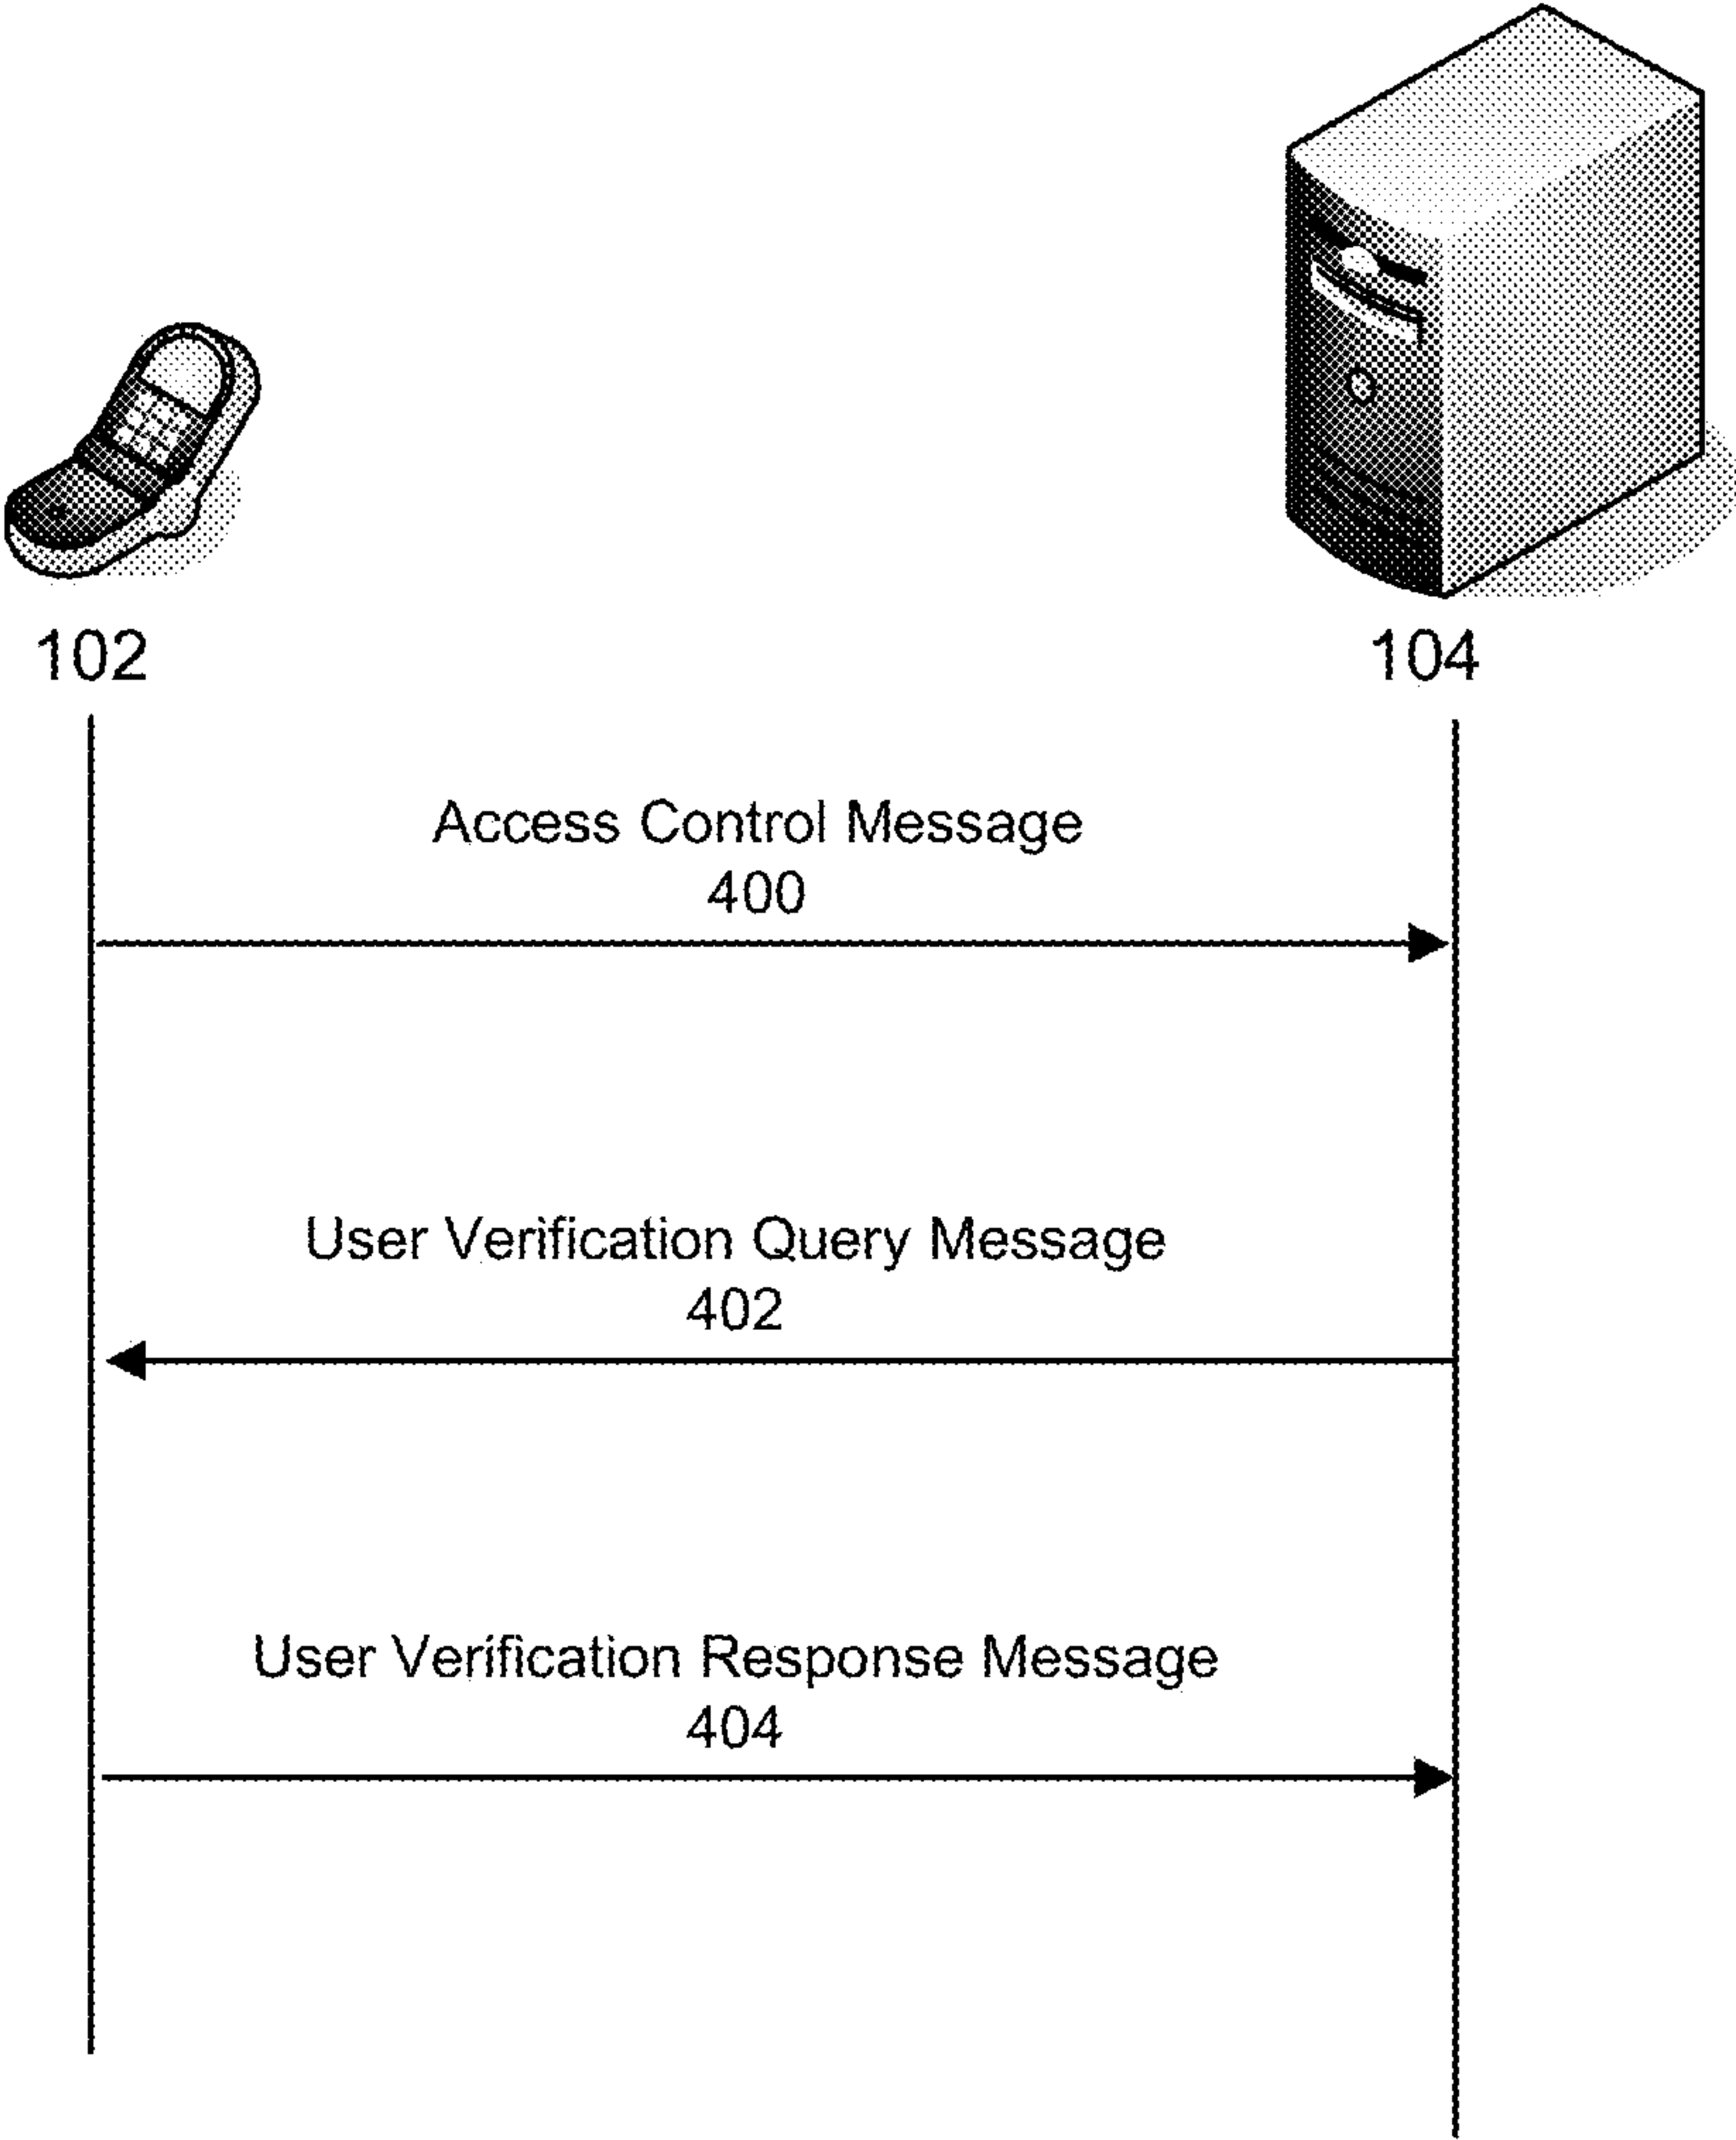 102
104
Access Control Message
400
User Verification Query Message
402
User Verification Response Message
404